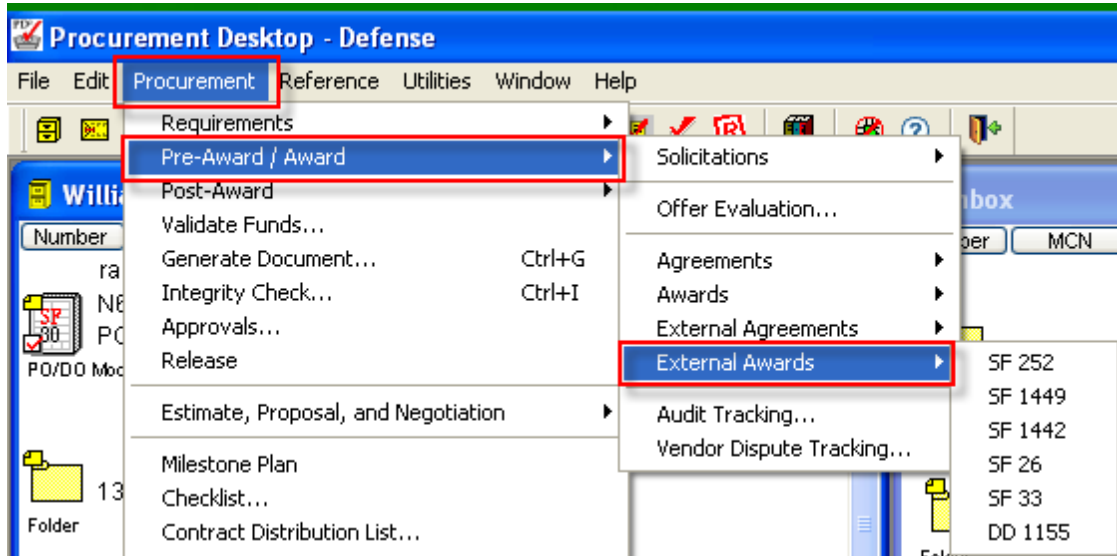 Procurement Desktop - Defense
File Edit Procurement Reference Utilities Window Help
Requirements
Pre-Award / Award
Post-Award
Validate Funds...
Generate Document... Ctrl+G
Integrity Check... Ctrl+I
Approvals...
Release
Estimate, Proposal, and Negotiation
Milestone Plan
Checklist...
Contract Distribution List...
Solicitations
Offer Evaluation...
Agreements
Awards
External Agreements
External Awards
Audit Tracking...
Vendor Dispute Tracking...
SF 252
SF 1449
SF 1442
SF 26
SF 33
DD 1155
Number
SF
30
PO/DO
Folder
13
MCN